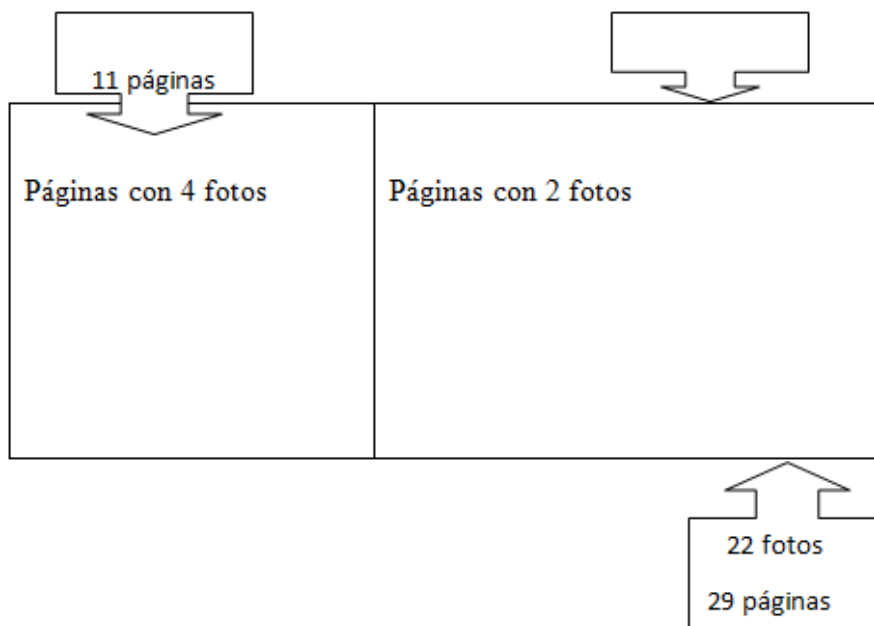 11 páginas
Páginas con 4 fotos
Páginas con 2 fotos
22 fotos
29 páginas